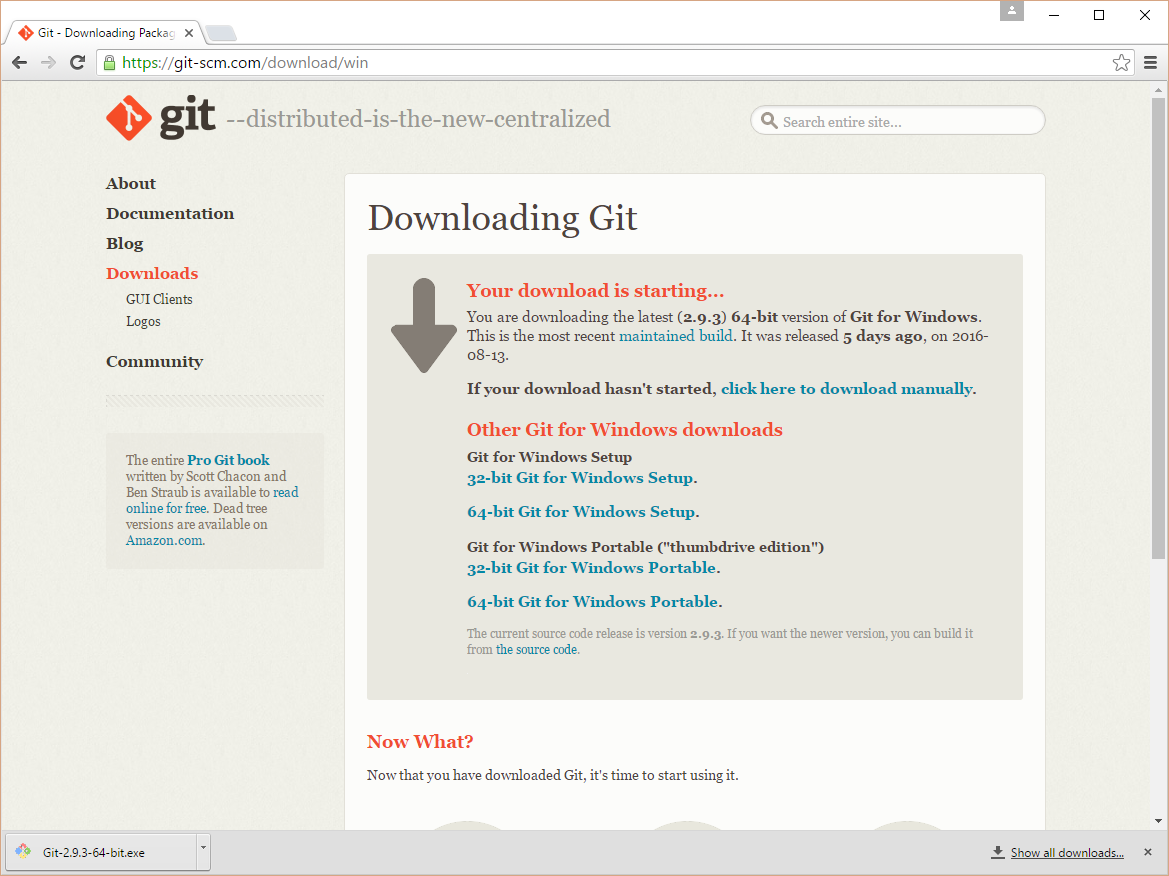 Git - Downloading Packag
https://git-scm.com/download/win
git --distributed-is-the-new-centralized
Search entire site...
About
Documentation
Blog
Downloads
GUI Clients
Logos
Community
The entire Pro Git book
written by Scott Chacon and
Ben Straub is available to read
online for free. Dead tree
versions are available on
Amazon.com.
Downloading Git
Your download is starting...
You are downloading the latest (2.9.3) 64-bit version of Git for Windows.
This is the most recent maintained build. It was released 5 days ago, on 2016-
08-13.
If your download hasn't started, click here to download manually.
Other Git for Windows downloads
Git for Windows Setup
32-bit Git for Windows Setup.
64-bit Git for Windows Setup.
Git for Windows Portable ("thumbdrive edition")
32-bit Git for Windows Portable.
64-bit Git for Windows Portable.
The current source code release is version 2.9.3. If you want the newer version, you can build it
from the source code.
Now What?
Now that you have downloaded Git, it's time to start using it.
Git-2.9.3-64-bit.exe
Show all downloads...